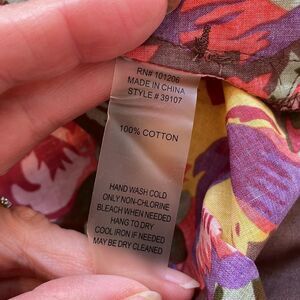 RN# 101206
MADE IN CHINA
STYLE # 39107
100% COTTON
HAND WASH COLD
ONLY NON-CHLORINE
BLEACH WHEN NEEDED
HANG TO DRY
COOL IRON IF NEEDED
MAY BE DRY CLEANED